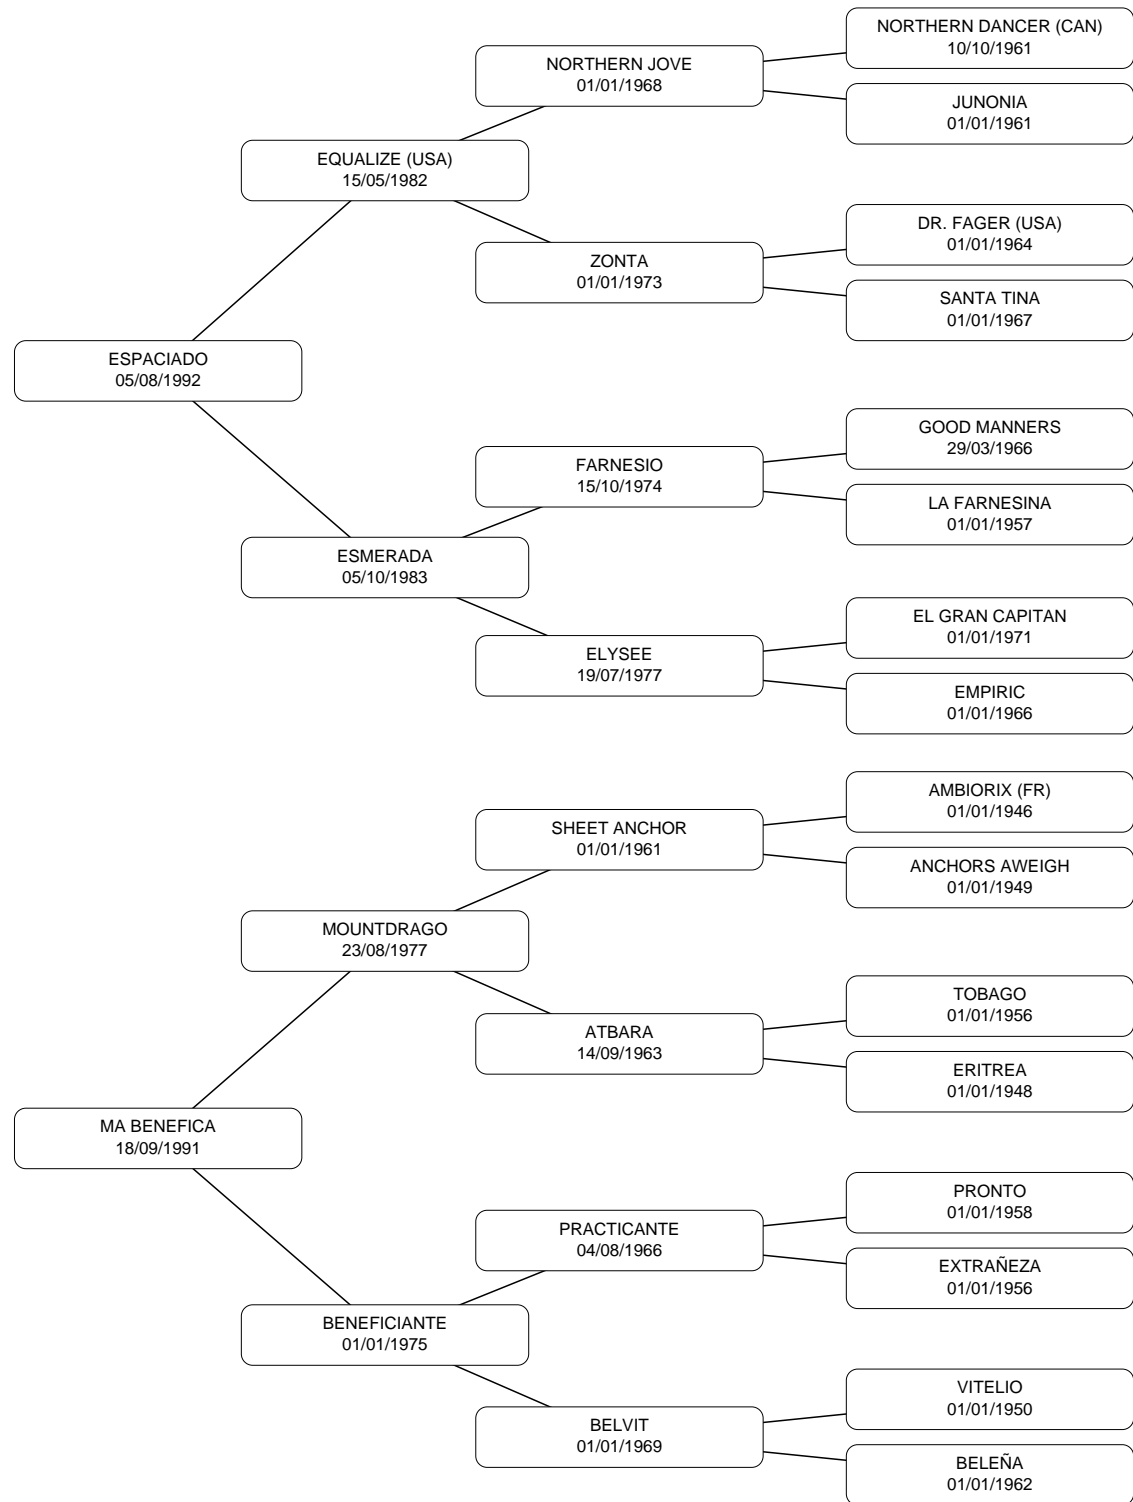 NORTHERN DANCER (CAN)
10/10/1961
NORTHERN JOVE
01/01/1968
JUNONIA
01/01/1961
EQUALIZE (USA)
15/05/1982
DR. FAGER (USA)
01/01/1964
ZONTA
01/01/1973
SANTA TINA
01/01/1967
ESPACIADO
05/08/1992
GOOD MANNERS
29/03/1966
FARNESIO
15/10/1974
LA FARNESINA
01/01/1957
ESMERADA
05/10/1983
EL GRAN CAPITAN
01/01/1971
ELYSEE
19/07/1977
EMPIRIC
01/01/1966
AMBIORIX (FR)
01/01/1946
SHEET ANCHOR
01/01/1961
ANCHORS AWEIGH
01/01/1949
MOUNTDRAGO
23/08/1977
TOBAGO
01/01/1956
ATBARA
14/09/1963
ERITREA
01/01/1948
MA BENEFICA
18/09/1991
PRONTO
01/01/1958
PRACTICANTE
04/08/1966
EXTRAÑEZA
01/01/1956
BENEFICIANTE
01/01/1975
VITELIO
01/01/1950
BELVIT
01/01/1969
BELEÑA
01/01/1962